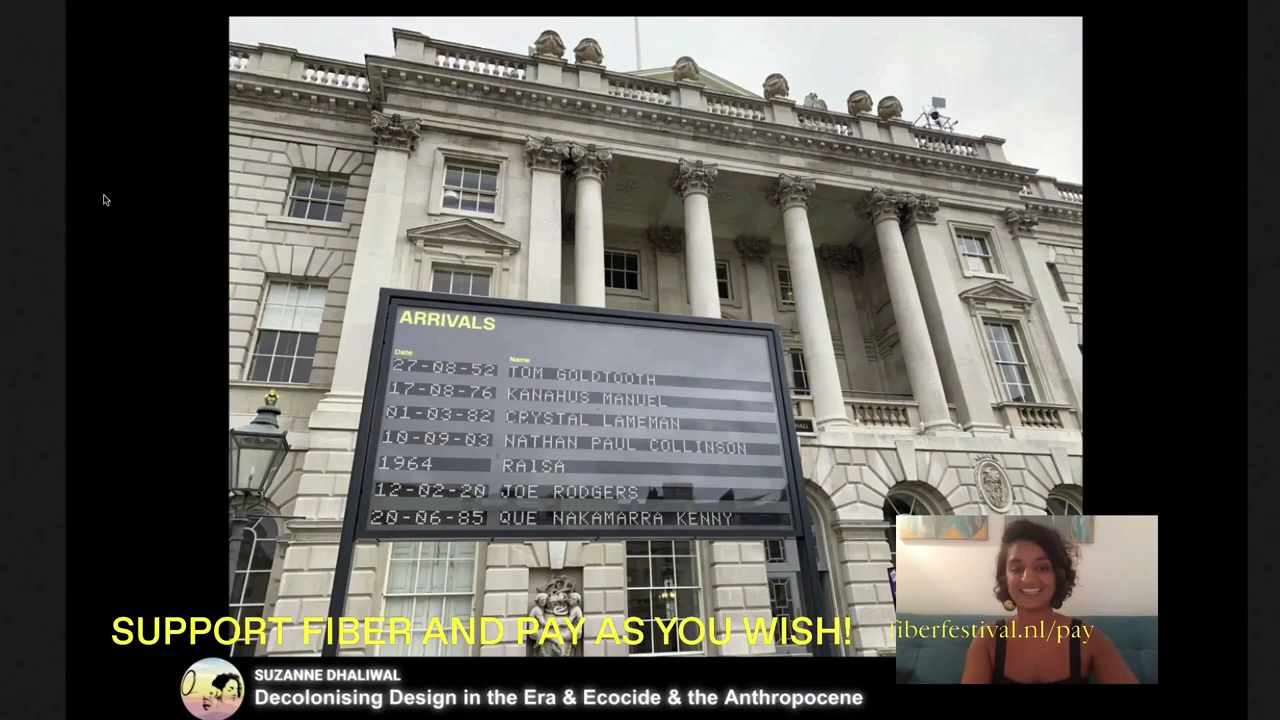 ARRIVALS
Date Name
27-08-52 TOM GOLDTOOTH
17-08-76 KANAHUS MANUEL
01-03-82 CRYSTAL LAMEMAN
10-09-03 NATHAN PAUL COLLINSON
1964 RAISA
12-02-20 JOE RODGERS
20-06-85 QUE NAKAMARRA KENNY
HALL
SUPPORT FIBER AND PAY AS YOU WISH! fiberfestival.nl/pay
SUZANNE DHALIWAL
Decolonising Design in the Era & Ecocide & the Anthropocene